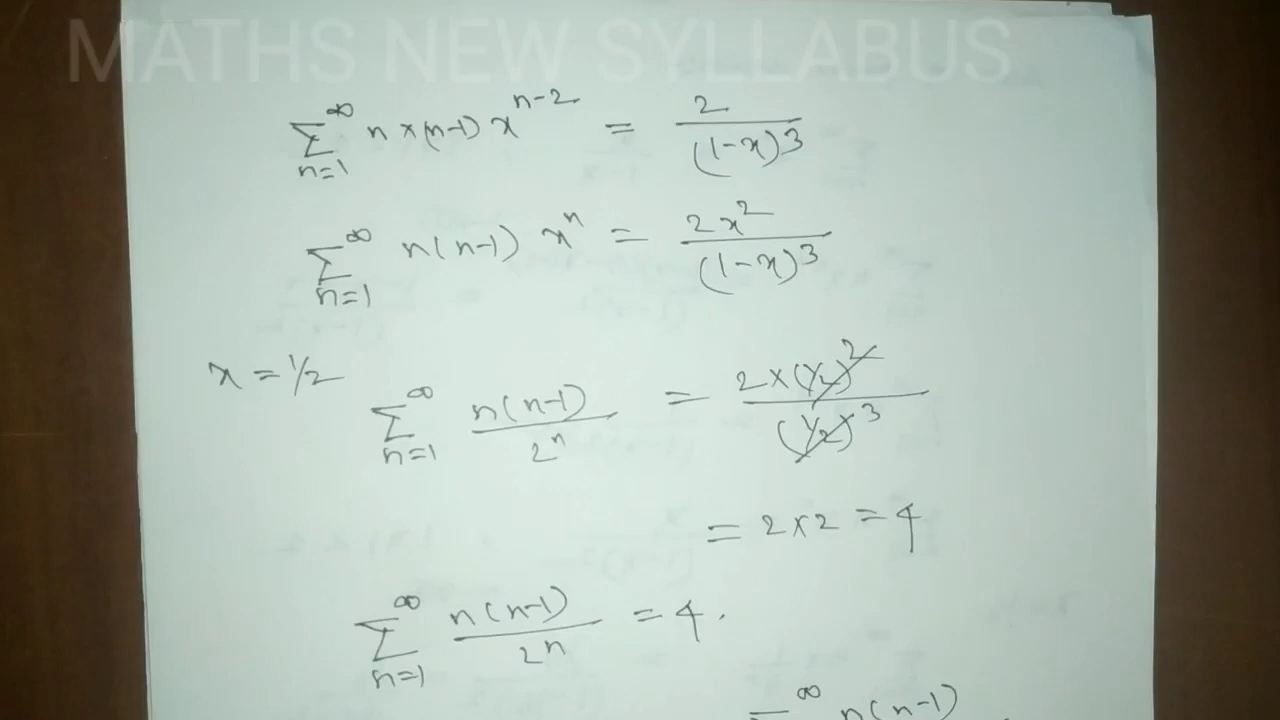 MATHS NEW SYLLABUS
∞ ∑ n=1 n×(n-1) x^(n-2) = 2/(1-x)^3
∞ ∑ n=1 n(n-1) x^n = 2x^2/(1-x)^3
x = 1/2 ∞ ∑ n=1 n(n-1)/2^n = 2×(1/2)^2/(1/2)^3
= 2×2 = 4
∞ ∑ n=1 n(n-1)/2^n = 4.
∞ n(n-1)